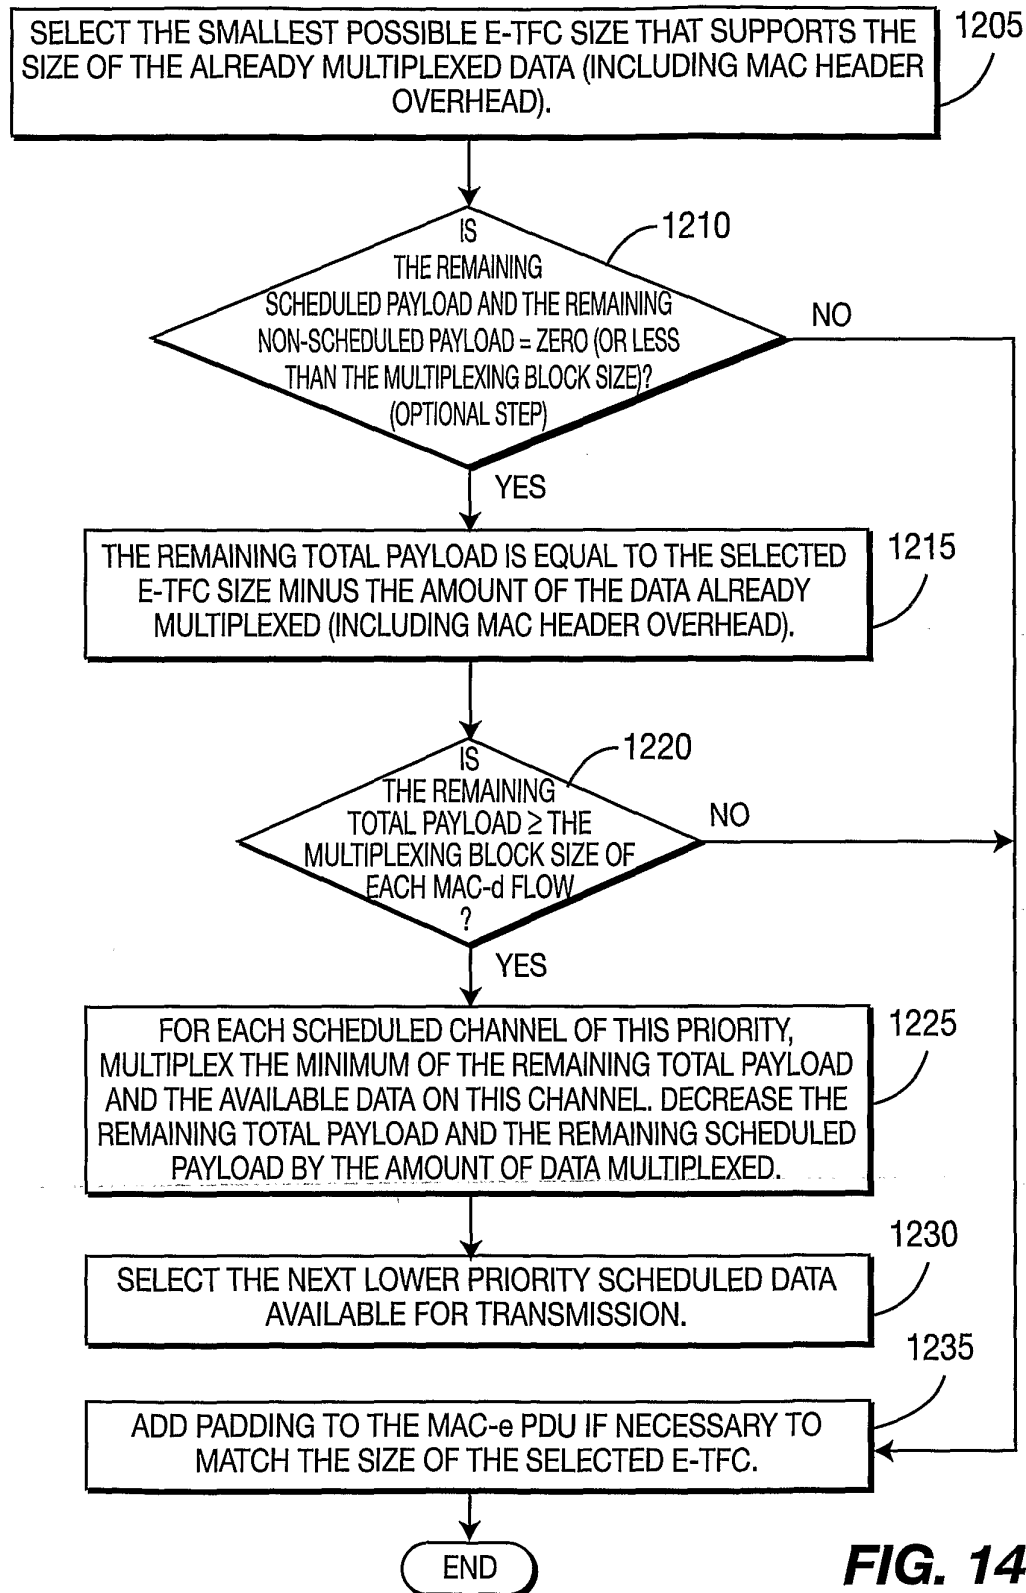 SELECT THE SMALLEST POSSIBLE E-TFC SIZE THAT SUPPORTS THE
SIZE OF THE ALREADY MULTIPLEXED DATA (INCLUDING MAC HEADER
OVERHEAD).
1205
IS
THE REMAINING
SCHEDULED PAYLOAD AND THE REMAINING
NON-SCHEDULED PAYLOAD = ZERO (OR LESS
THAN THE MULTIPLEXING BLOCK SIZE)?
(OPTIONAL STEP)
1210
NO
YES
THE REMAINING TOTAL PAYLOAD IS EQUAL TO THE SELECTED
E-TFC SIZE MINUS THE AMOUNT OF THE DATA ALREADY
MULTIPLEXED (INCLUDING MAC HEADER OVERHEAD).
1215
IS
THE REMAINING
TOTAL PAYLOAD ≥ THE
MULTIPLEXING BLOCK SIZE OF
EACH MAC-d FLOW
?
1220
NO
YES
FOR EACH SCHEDULED CHANNEL OF THIS PRIORITY,
MULTIPLEX THE MINIMUM OF THE REMAINING TOTAL PAYLOAD
AND THE AVAILABLE DATA ON THIS CHANNEL. DECREASE THE
REMAINING TOTAL PAYLOAD AND THE REMAINING SCHEDULED
PAYLOAD BY THE AMOUNT OF DATA MULTIPLEXED.
1225
SELECT THE NEXT LOWER PRIORITY SCHEDULED DATA
AVAILABLE FOR TRANSMISSION.
1230
ADD PADDING TO THE MAC-e PDU IF NECESSARY TO
MATCH THE SIZE OF THE SELECTED E-TFC.
1235
END
FIG. 14